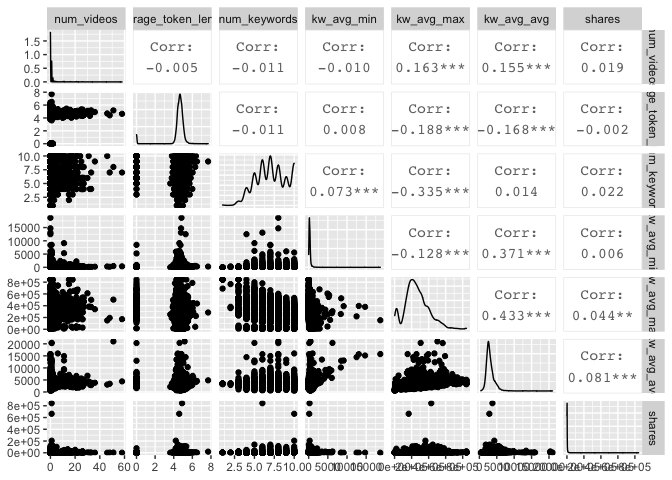 num_videos rage_token_len num_keywords kw_avg_min kw_avg_max kw_avg_avg shares
1.5
1.0
0.5
0.0
Corr:
-0.005
Corr:
-0.011
Corr:
-0.010
Corr:
0.163***
Corr:
0.155***
Corr:
0.019
num_video
8
6
4
2
0
Corr:
-0.011
Corr:
0.008
Corr:
-0.188***
Corr:
-0.168***
Corr:
-0.002
ge_token_
10.0
7.5
5.0
2.5
Corr:
0.073***
Corr:
-0.335***
Corr:
0.014
Corr:
0.022
m_keywor
15000
10000
5000
0
Corr:
-0.128***
Corr:
0.371***
Corr:
0.006
w_avg_mi
8e+05
6e+05
4e+05
2e+05
0e+00
Corr:
0.433***
Corr:
0.044**
w_avg_ma
20000
15000
10000
5000
0
Corr:
0.081***
w_avg_av
8e+05
6e+05
4e+05
2e+05
0e+00
shares
0 20 40 60 0 2 4 6 8 2.5 5.0 7.5 10.0